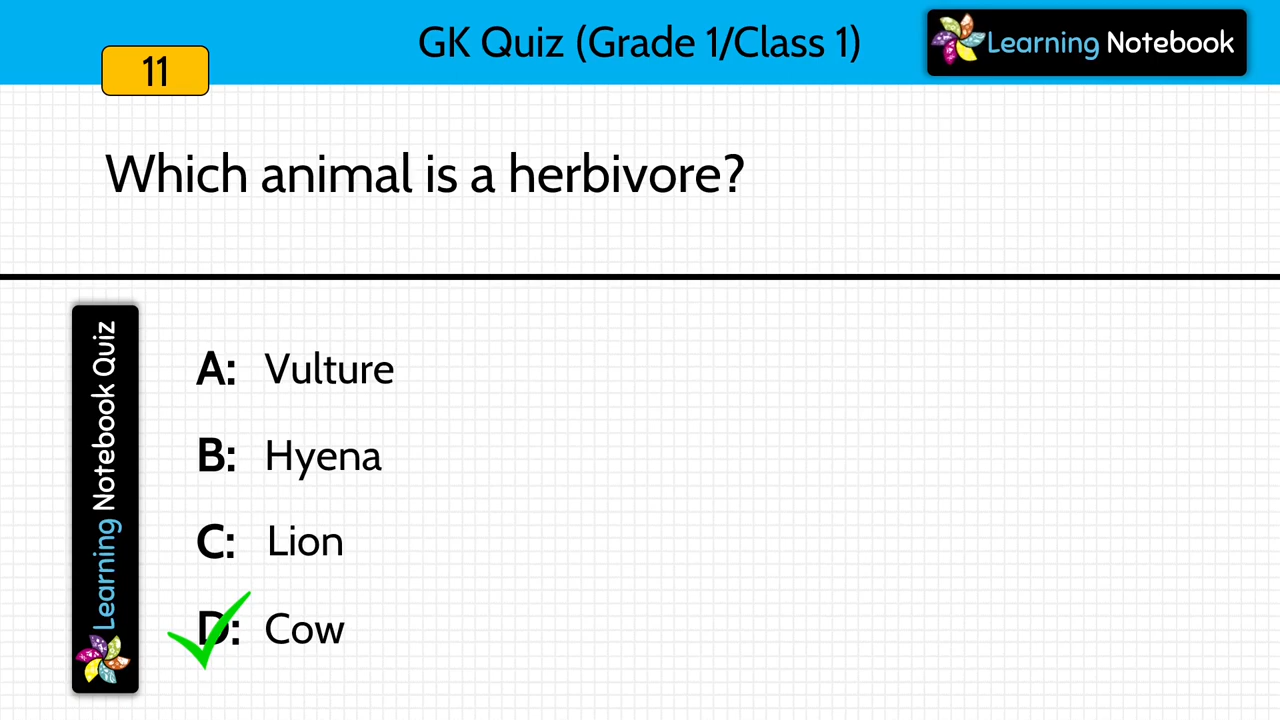 GK Quiz (Grade 1/Class 1)
Learning Notebook
11
Which animal is a herbivore?
Learning Notebook Quiz
A: Vulture
B: Hyena
C: Lion
D: Cow